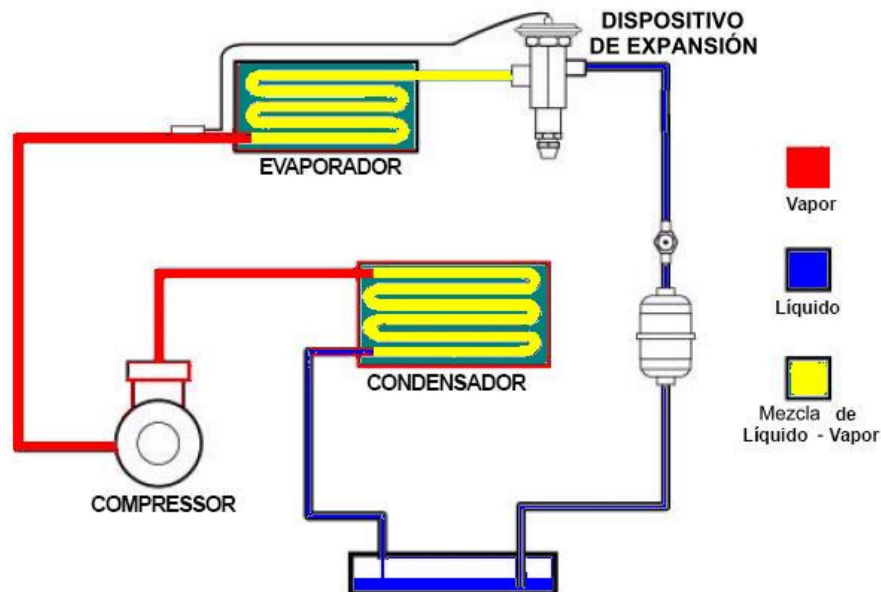 DISPOSITIVO
DE EXPANSIÓN
EVAPORADOR
Vapor
Líquido
CONDENSADOR
Mezcla de
Líquido - Vapor
COMPRESSOR